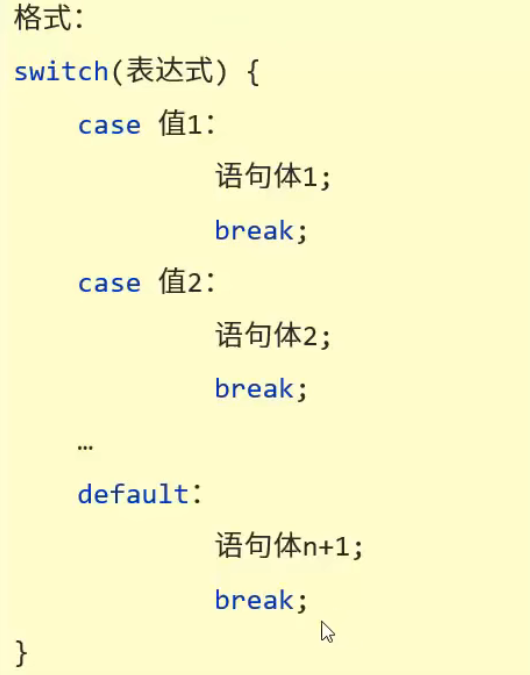 格式：
switch(表达式) {
case 值1：
语句体1;
break;
case 值2：
语句体2;
break;
…
default：
语句体n+1;
break;
}